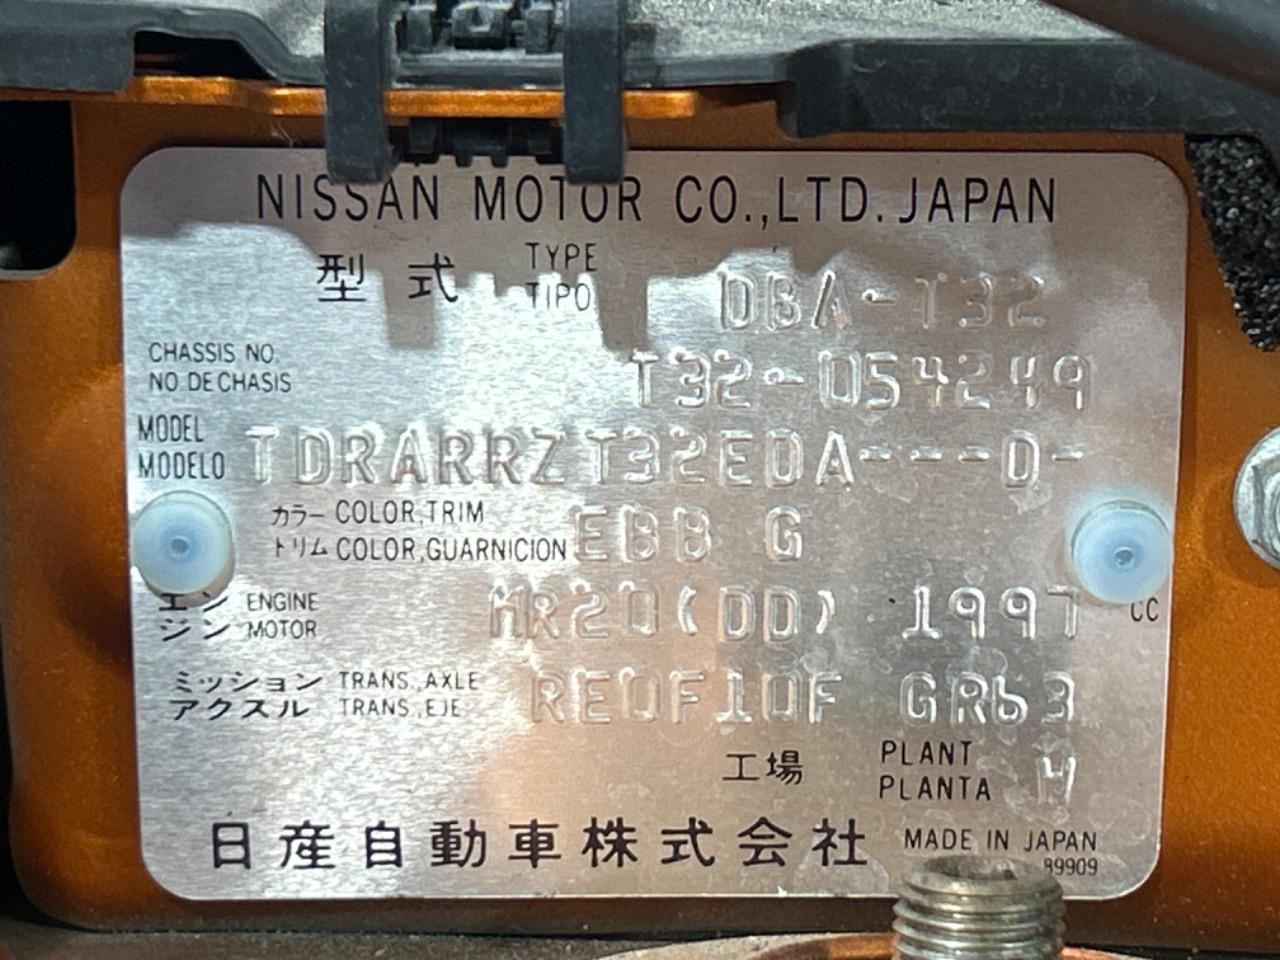 NISSAN MOTOR CO.,LTD. JAPAN
型式 TYPE TIPO DBA-T32
CHASSIS NO. NO DE CHASIS T32-054249
MODEL MODELO TDRARRZT32EDA---D-
カラー COLOR,TRIM
トリム COLOR,GUARNICION EBB G
エン ENGINE
ジン MOTOR MR20(DD) 1997 CC
ミッション TRANS.,AXLE
アクスル TRANS.,EJE RE0F10F GR63
工場 PLANT PLANTA
日産自動車株式会社 MADE IN JAPAN
89909